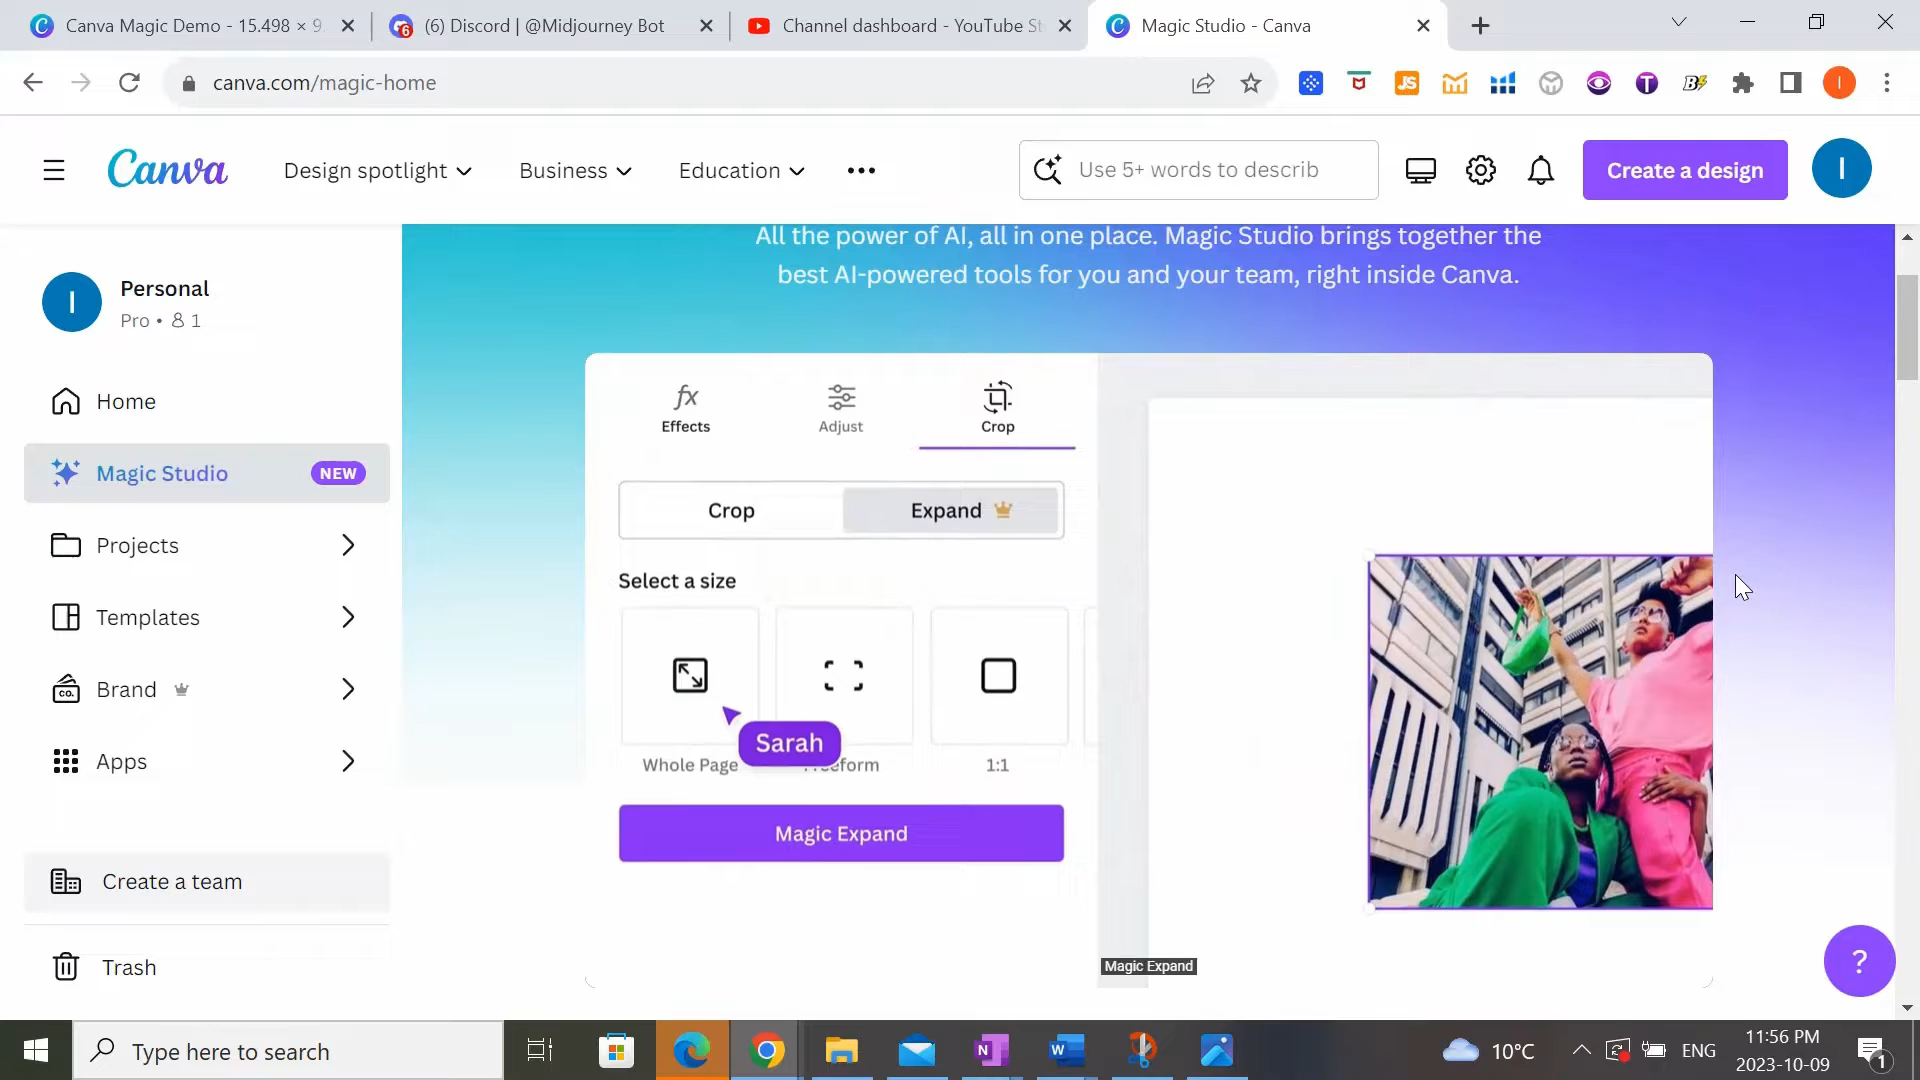 Canva Magic Demo - 15.498 × 9
(6) Discord | @Midjourney Bot
Channel dashboard - YouTube St
Magic Studio - Canva
canva.com/magic-home
Canva
Design spotlight
Business
Education
Use 5+ words to describ
Create a design
I
I
Personal
Pro • 1
Home
Magic Studio NEW
Projects
Templates
CO.
Brand
Apps
Create a team
Trash
All the power of AI, all in one place. Magic Studio brings together the
best AI-powered tools for you and your team, right inside Canva.
fx
Effects
Adjust
Crop
Crop
Expand
Select a size
Sarah
Whole Page
1:1
Magic Expand
Magic Expand
?
Type here to search
10°C
ENG
11:56 PM
2023-10-09
1